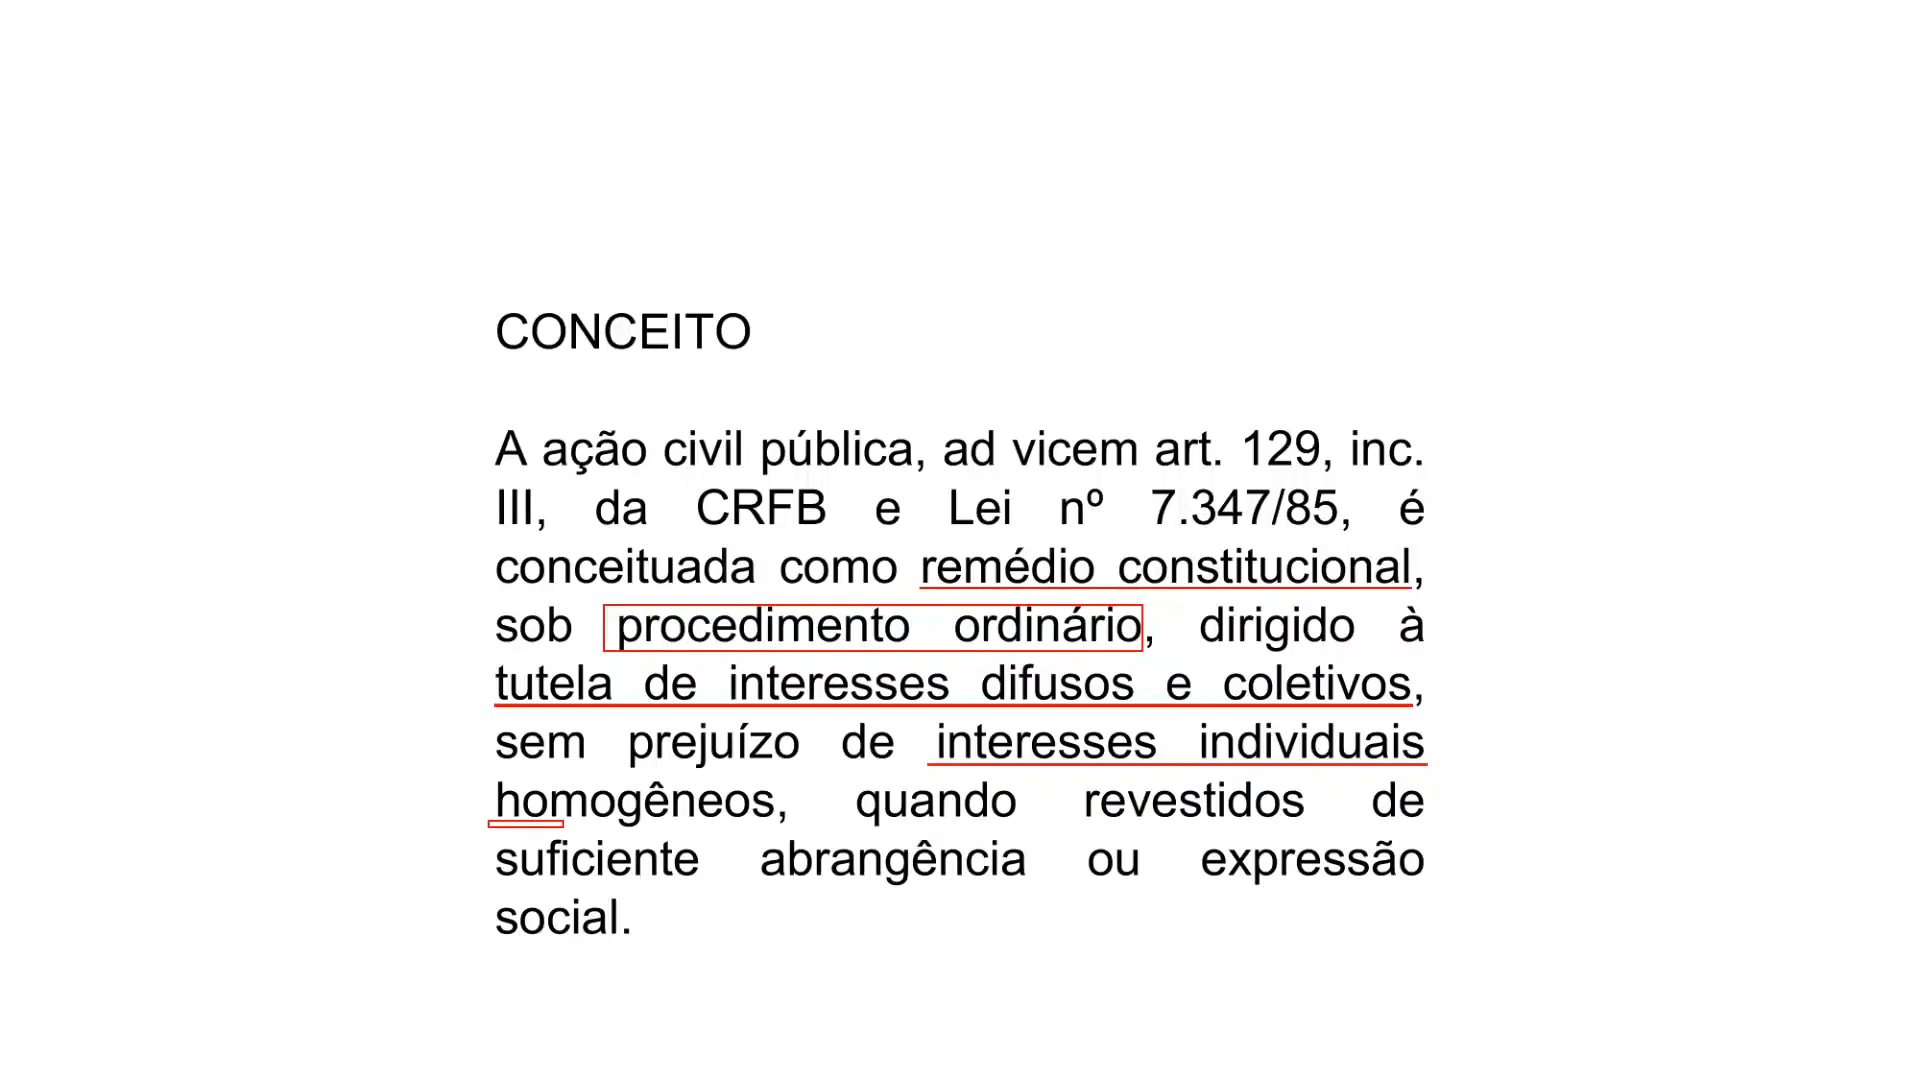 CONCEITO
A ação civil pública, ad vicem art. 129, inc.
III, da CRFB e Lei nº 7.347/85, é
conceituada como remédio constitucional,
sob procedimento ordinário, dirigido à
tutela de interesses difusos e coletivos,
sem prejuízo de interesses individuais
homogêneos, quando revestidos de
suficiente abrangência ou expressão
social.